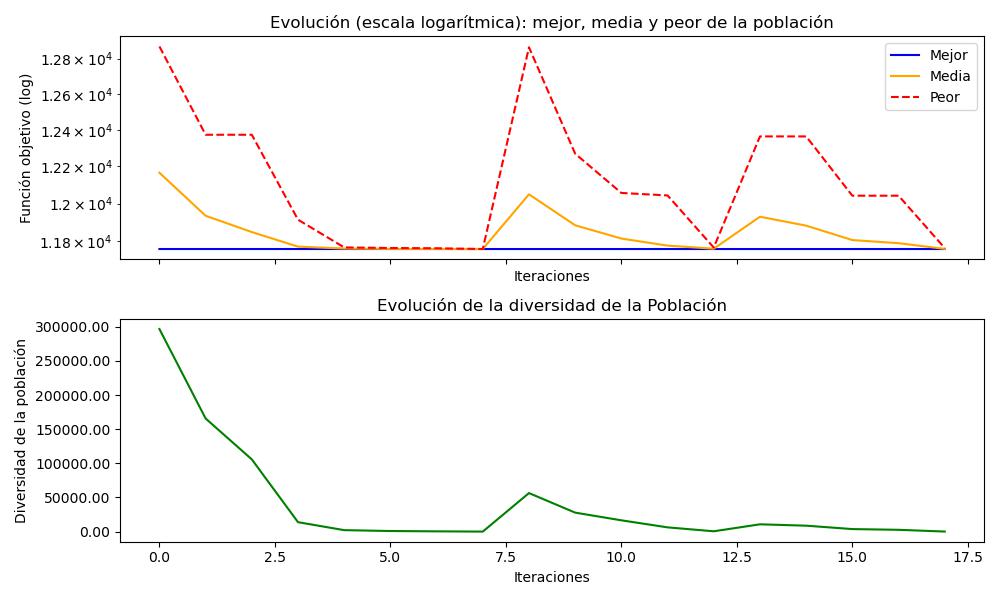 Evolución (escala logarítmica): mejor, media y peor de la población
Función objetivo (log)
1.28 × 10⁴
1.26 × 10⁴
1.24 × 10⁴
1.22 × 10⁴
1.2 × 10⁴
1.18 × 10⁴
Mejor
Media
Peor
Iteraciones
Evolución de la diversidad de la Población
Diversidad de la población
300000.00
250000.00
200000.00
150000.00
100000.00
50000.00
0.00
0.0 2.5 5.0 7.5 10.0 12.5 15.0 17.5
Iteraciones